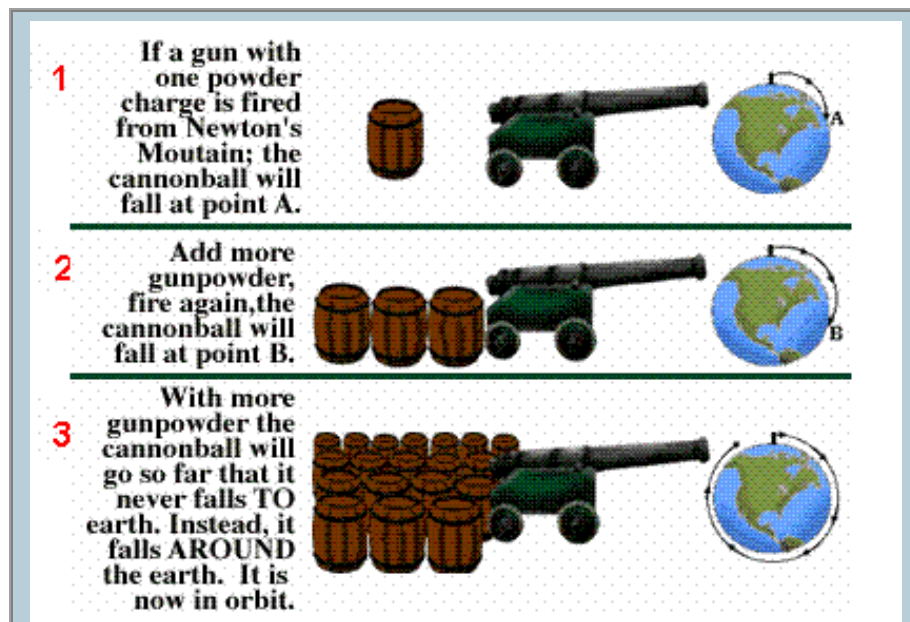 1
If a gun with
one powder
charge is fired
from Newton's
Moutain; the
cannonball will
fall at point A.
A
2
Add more
gunpowder,
fire again,the
cannonball will
fall at point B.
B
3
With more
gunpowder the
cannonball will
go so far that it
never falls TO
earth. Instead, it
falls AROUND
the earth. It is
now in orbit.